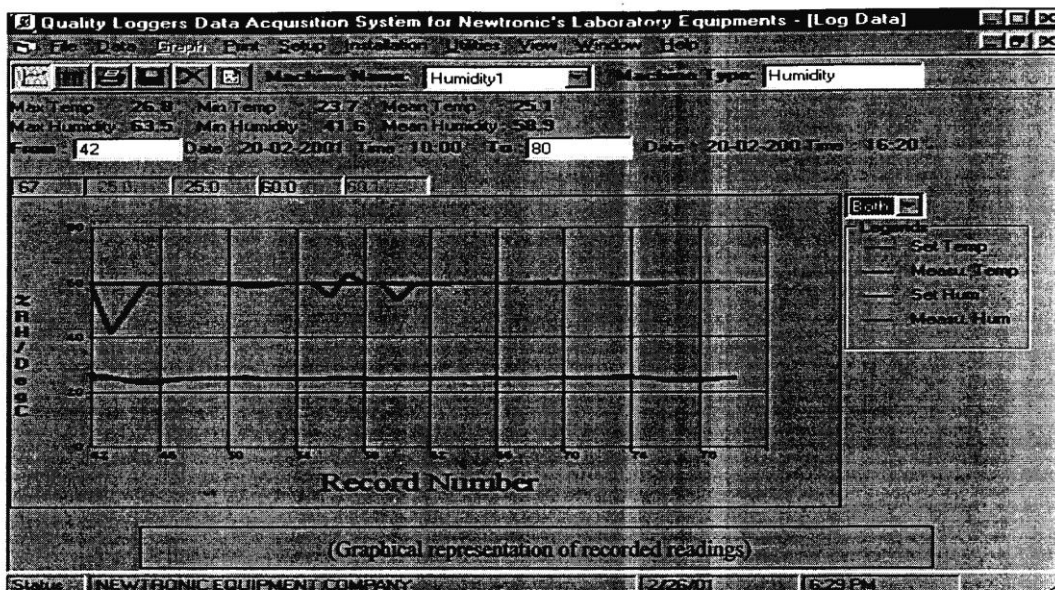 Quality Loggers Data Acquisition System for Newtronic's Laboratory Equipments - [Log Data]
File Data Graph Print Setup Installation Utilities View Window Help
Machine Name: Humidity1 Machine Type: Humidity
Max Temp 26.8 Min Temp 23.7 Mean Temp 25.1
Max Humidity 63.5 Min Humidity 41.6 Mean Humidity 58.9
From 42 Date 20-02-2001 Time 10:00 To 80 Date 20-02-200 Time 16:20
67 25.0 25.0 60.0
Both
Legends
Set Temp
Measu. Temp
Set Hum
Measu. Hum
40
20
70
Record Number
(Graphical representation of recorded readings)
Status NEWTRONIC EQUIPMENT COMPANY 2/26/01 6:29 PM